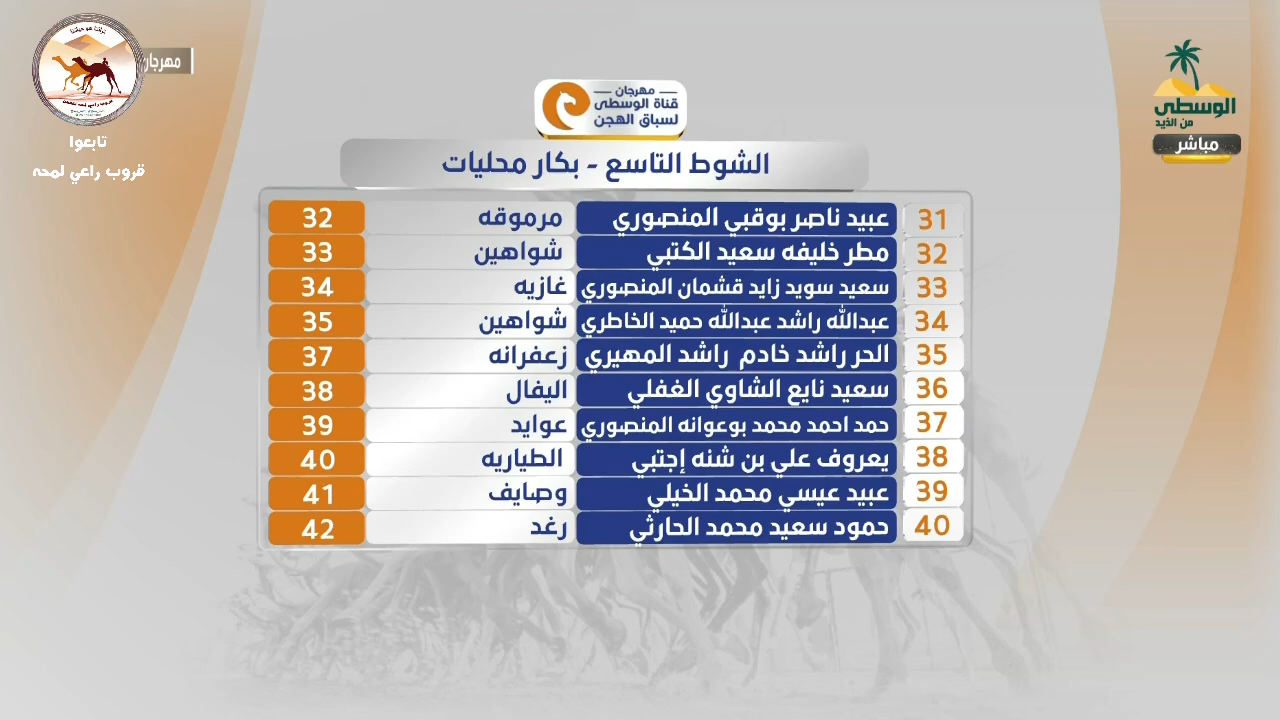 تراثنا هو حياتنا
مهرجان
تابعوا
قروب راعي لمحه
مهرجان
قناة الوسطى
لسباق الهجن
الوسطى
من الذيد
مباشر
الشوط التاسع - بكار محليات
31 عبيد ناصر بوقبي المنصوري مرموقه 32
32 مطر خليفه سعيد الكتبي شواهين 33
33 سعيد سويد زايد قشمان المنصوري غازيه 34
34 عبدالله راشد عبدالله حميد الخاطري شواهين 35
35 الحر راشد خادم راشد المهيري زعفرانه 37
36 سعيد نايع الشاوي الغفلي اليفال 38
37 حمد احمد محمد بوعوانه المنصوري عوايد 39
38 يعروف علي بن شنه إجتبي الطياريه 40
39 عبيد عيسي محمد الخيلي وصايف 41
40 حمود سعيد محمد الحارثي رغد 42